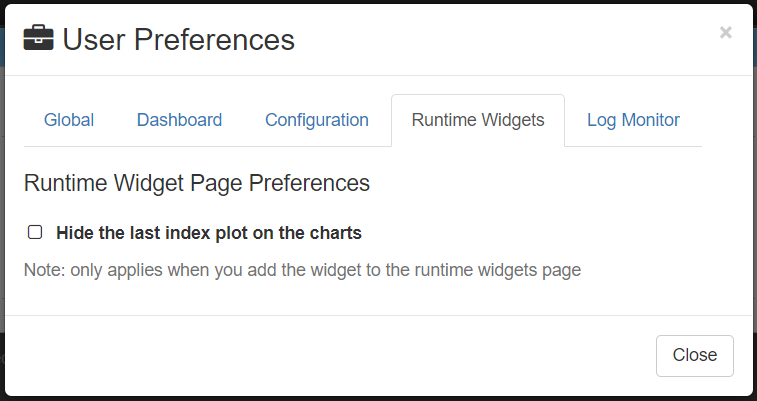 User Preferences
×
Global Dashboard Configuration Runtime Widgets Log Monitor
Runtime Widget Page Preferences
Hide the last index plot on the charts
Note: only applies when you add the widget to the runtime widgets page
Close